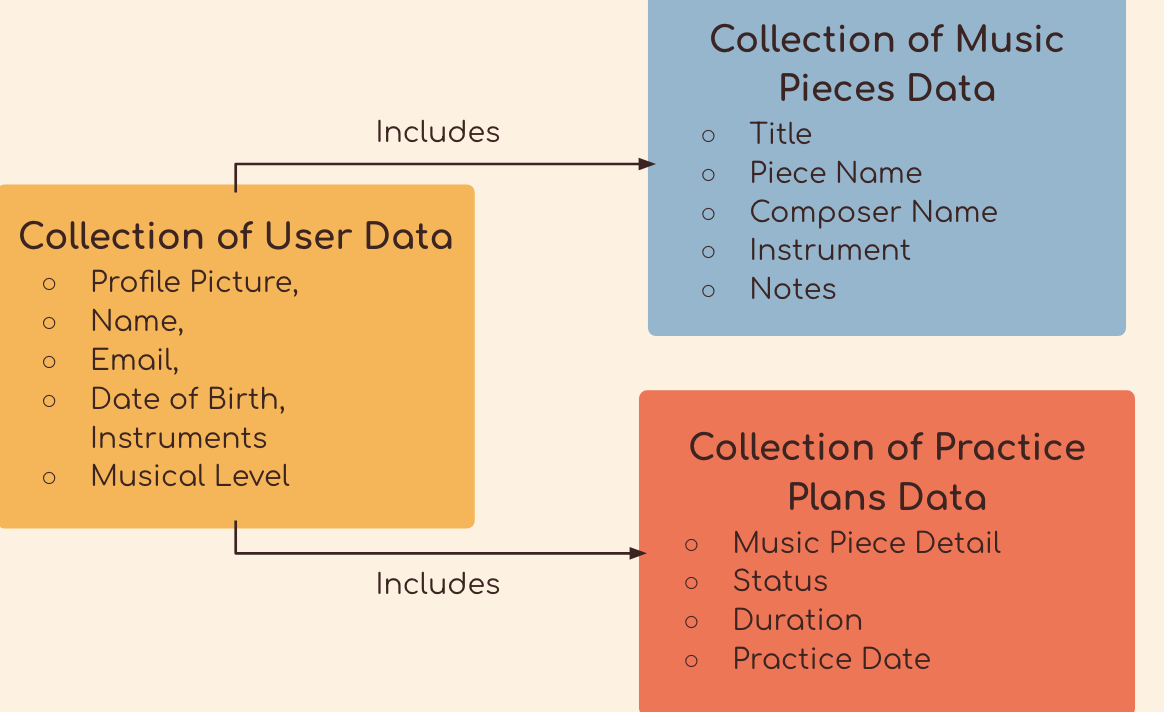 Collection of Music
Pieces Data
○ Title
○ Piece Name
○ Composer Name
○ Instrument
○ Notes
Includes
Collection of User Data
○ Profile Picture,
○ Name,
○ Email,
○ Date of Birth,
Instruments
○ Musical Level
Includes
Collection of Practice
Plans Data
○ Music Piece Detail
○ Status
○ Duration
○ Practice Date